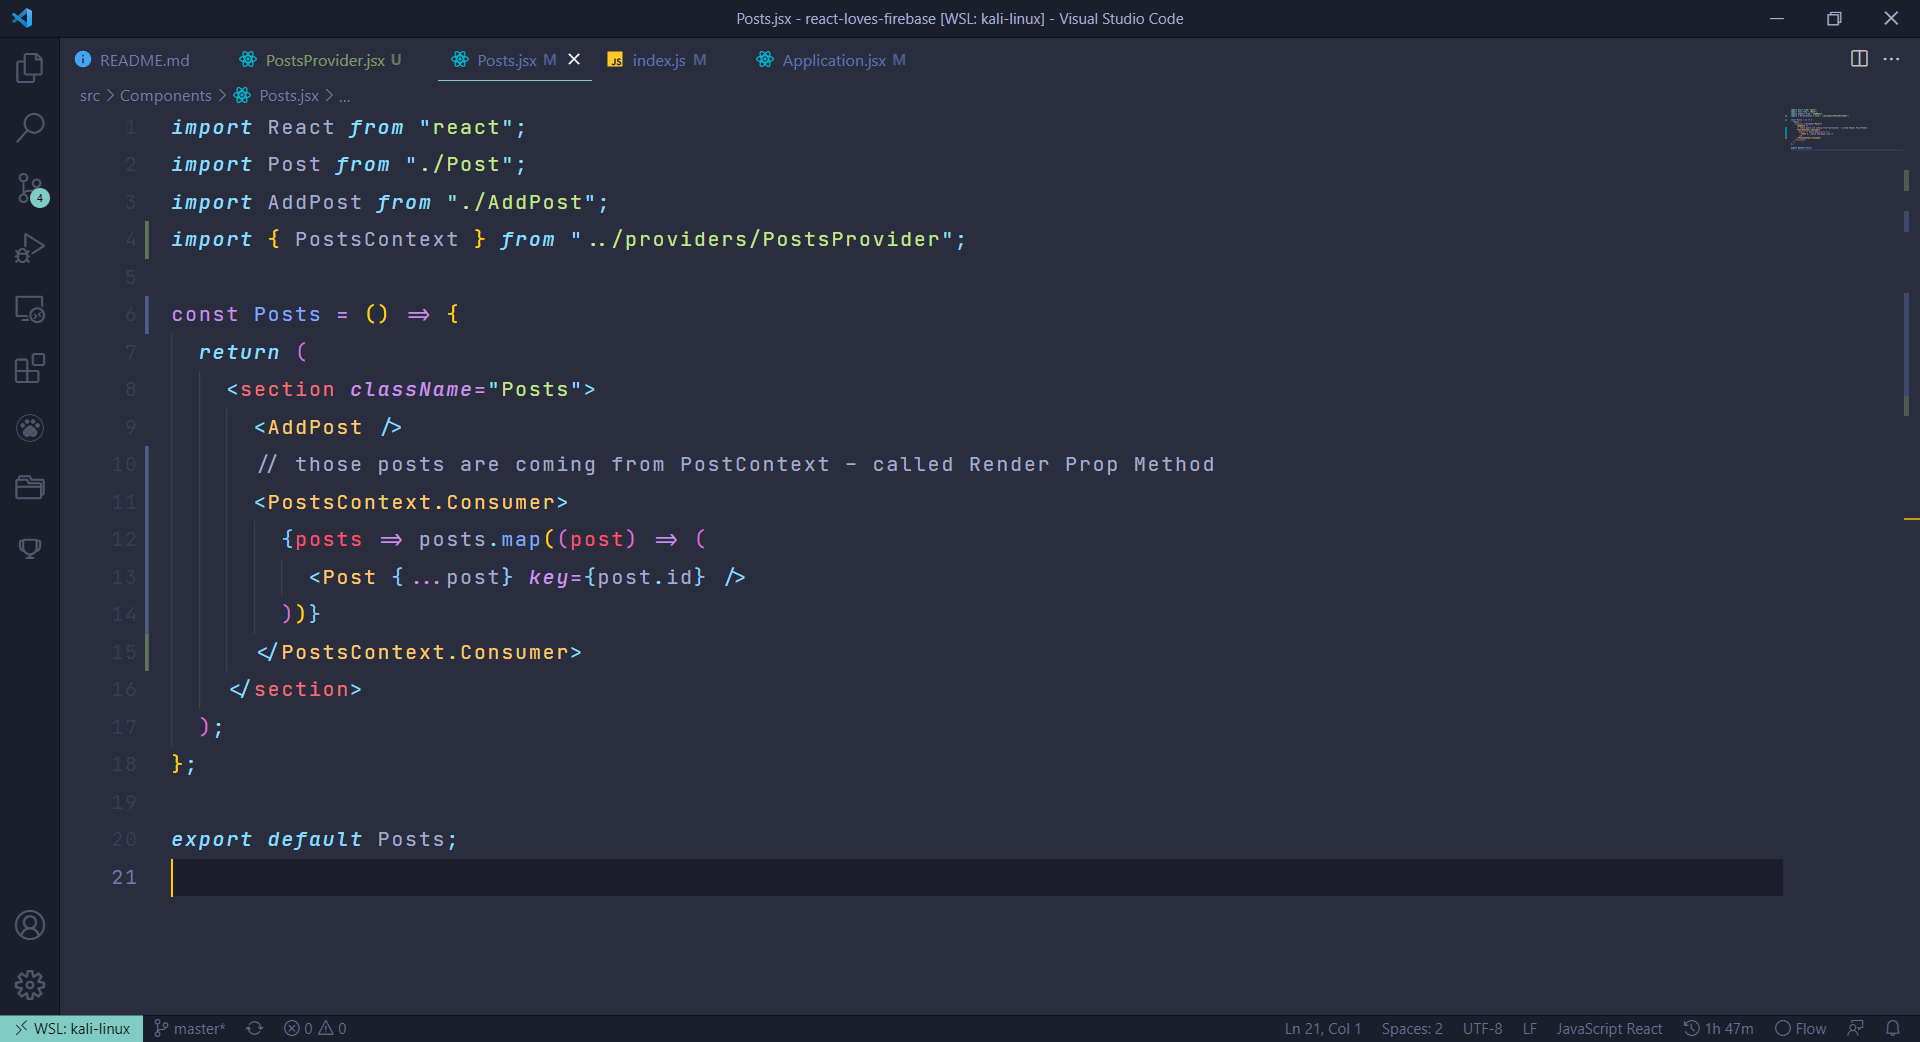 Posts.jsx - react-loves-firebase [WSL: kali-linux] - Visual Studio Code
README.md PostsProvider.jsx U Posts.jsx M index.js M Application.jsx M
src > Components > Posts.jsx > ...
1 import React from "react";
2 import Post from "./Post";
3 import AddPost from "./AddPost";
4 import { PostsContext } from "../providers/PostsProvider";
5
6 const Posts = () => {
7 return (
8 <section className="Posts">
9 <AddPost />
10 // those posts are coming from PostContext - called Render Prop Method
11 <PostsContext.Consumer>
12 {posts => posts.map((post) => (
13 <Post {...post} key={post.id} />
14 ))}
15 </PostsContext.Consumer>
16 </section>
17 );
18 };
19
20 export default Posts;
21
4
WSL: kali-linux master* 0 0 Ln 21, Col 1 Spaces: 2 UTF-8 LF JavaScript React 1h 47m Flow